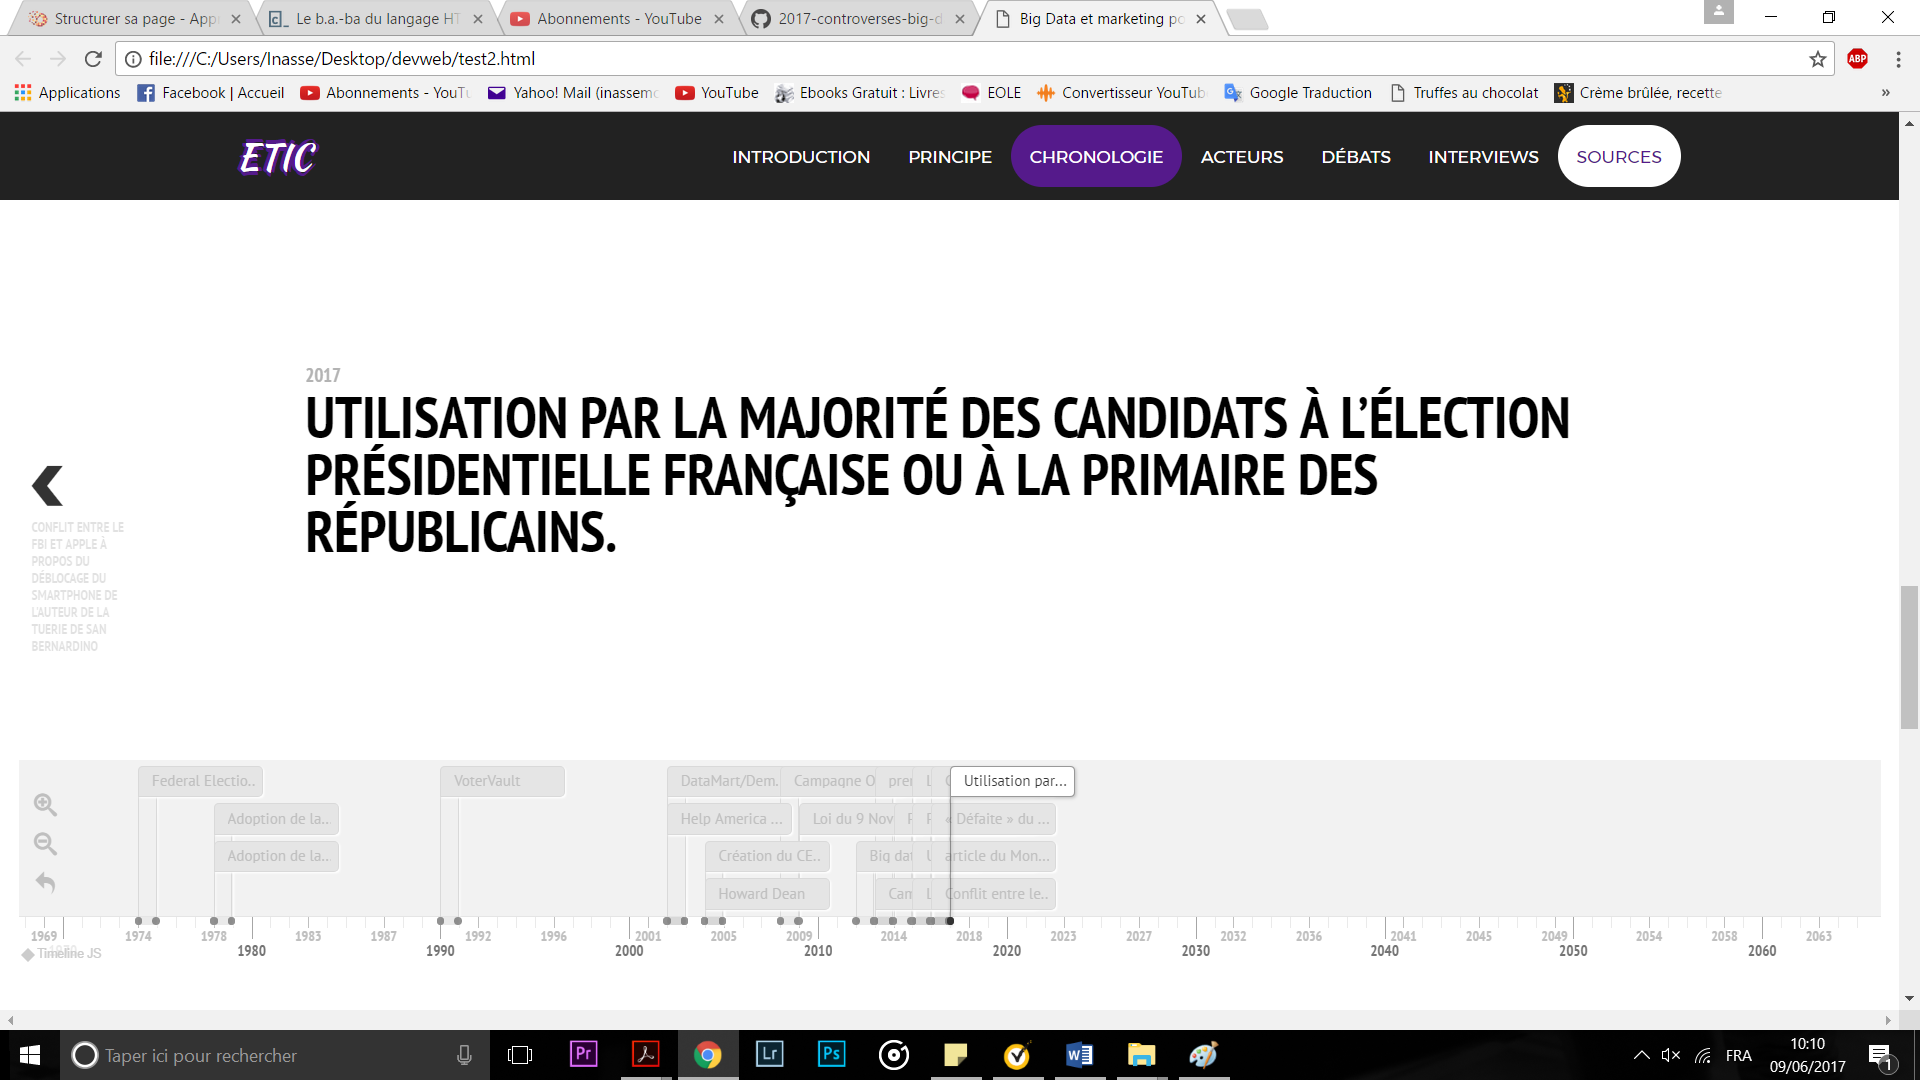 Structurer sa page - Appr
Le b.a.-ba du langage HT
Abonnements - YouTube
2017-controverses-big-d
Big Data et marketing po
file:///C:/Users/Inasse/Desktop/devweb/test2.html
ABP
Applications
Facebook | Accueil
Abonnements - YouTu
Yahoo! Mail (inassemo
YouTube
Ebooks Gratuit : Livres
EOLE
Convertisseur YouTub
Google Traduction
Truffes au chocolat
Crème brûlée, recette
»
ETIC
INTRODUCTION
PRINCIPE
CHRONOLOGIE
ACTEURS
DÉBATS
INTERVIEWS
SOURCES
2017
UTILISATION PAR LA MAJORITÉ DES CANDIDATS À L’ÉLECTION
PRÉSIDENTIELLE FRANÇAISE OU À LA PRIMAIRE DES
RÉPUBLICAINS.
CONFLIT ENTRE LE
FBI ET APPLE À
PROPOS DU
DÉBLOCAGE DU
SMARTPHONE DE
L'AUTEUR DE LA
TUERIE DE SAN
BERNARDINO
Federal Electio...
VoterVault
DataMart/Dem.
Campagne O
Utilisation par...
Adoption de la...
Help America ...
Loi du 9 Nov
« Défaite » du ...
Adoption de la...
Création du CE...
Big dat
article du Mon...
Howard Dean
Cam
Conflit entre le...
1969 1974 1978 1983 1987 1992 1996 2001 2005 2009 2014 2018 2023 2027 2032 2036 2041 2045 2049 2054 2058 2063
1970 1980 1990 2000 2010 2020 2030 2040 2050 2060
Timeline JS
Taper ici pour rechercher
Pr
Lr
Ps
FRA
10:10
09/06/2017
1